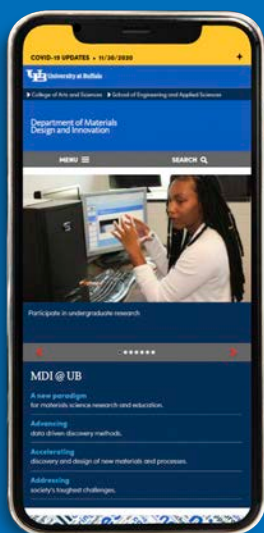 COVID-19 UPDATES • 11/30/2020 +
UB University at Buffalo
College of Arts and Sciences School of Engineering and Applied Sciences
Department of Materials
Design and Innovation
MENU SEARCH
Participate in undergraduate research
MDI @ UB
A new paradigm
for materials science research and education.
Advancing
data driven discovery methods.
Accelerating
discovery and design of new materials and processes.
Addressing
society's toughest challenges.